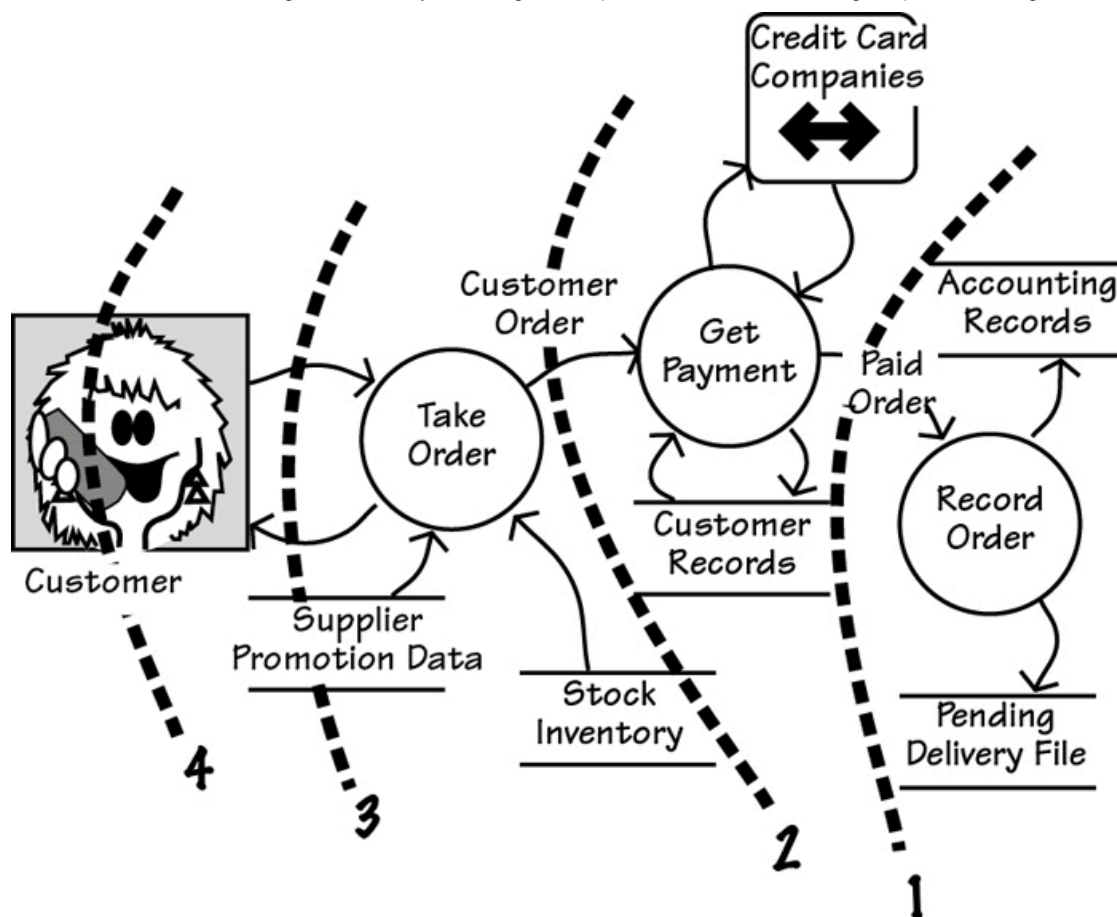 Credit Card
Companies
Customer
Order
Get
Payment
Accounting
Records
Paid
Order
Take
Order
Customer
Records
Record
Order
Customer
Supplier
Promotion Data
Stock
Inventory
Pending
Delivery File
4
3
2
1